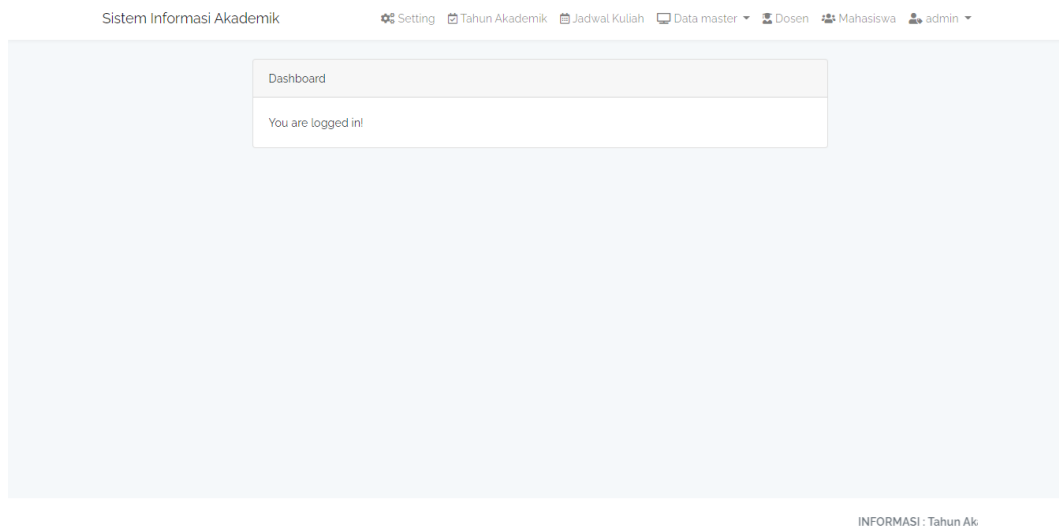 Sistem Informasi Akademik Setting Tahun Akademik Jadwal Kuliah Data master Dosen Mahasiswa admin
Dashboard
You are logged in!
INFORMASI : Tahun